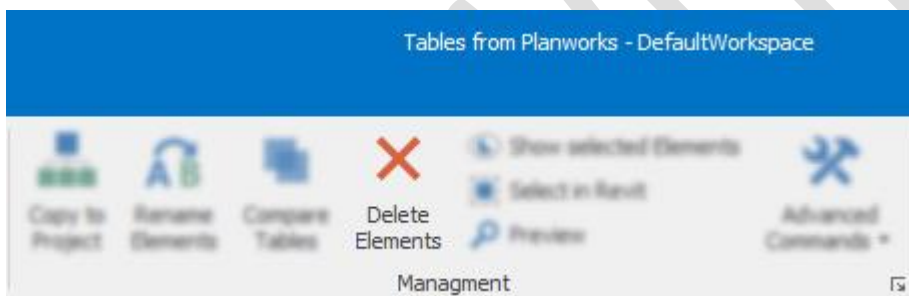 Tables from Planworks - DefaultWorkspace
Copy to
Project
Rename
Elements
Compare
Tables
Delete
Elements
Show selected Elements
Select in Revit
Preview
Advanced
Commands
Managment